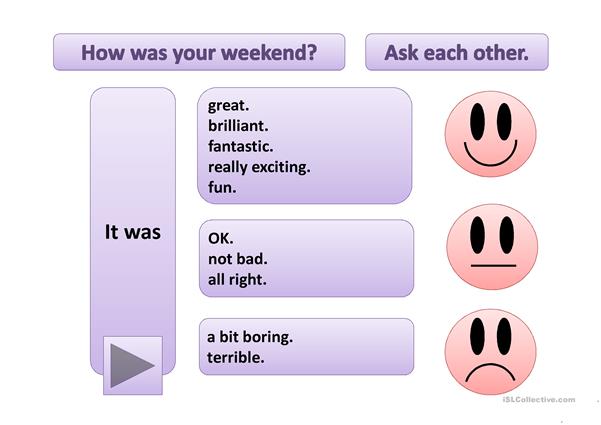 How was your weekend?
Ask each other.
It was
great.
brilliant.
fantastic.
really exciting.
fun.
OK.
not bad.
all right.
a bit boring.
terrible.
iSLCollective.com